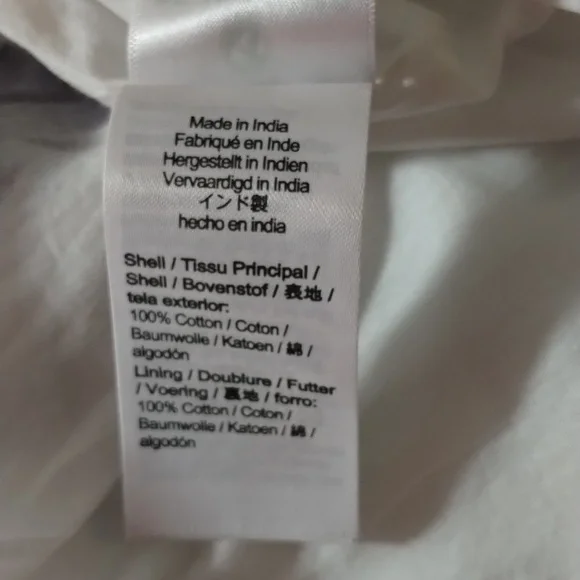 Made in India
Fabriqué en Inde
Hergestellt in Indien
Vervaardigd in India
インド製
hecho en india
Shell / Tissu Principal /
Shell / Bovenstof / 表地 /
tela exterior:
100% Cotton / Coton /
Baumwolle / Katoen / 綿 /
algodón
Lining / Doublure / Futter
/ Voering / 裏地 / forro:
100% Cotton / Coton /
Baumwolle / Katoen / 綿 /
algodón